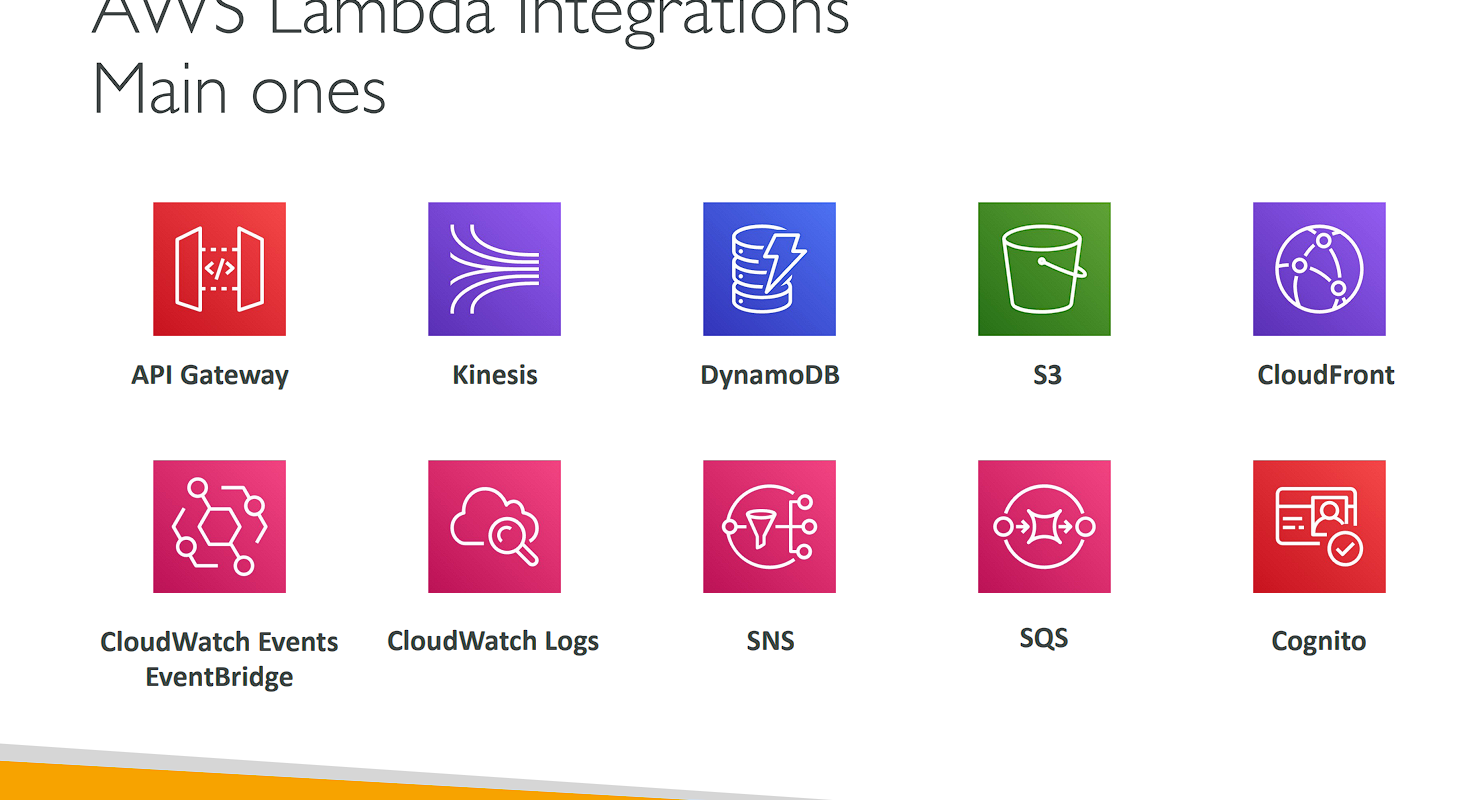 AWS Lambda Integrations
Main ones
API Gateway
Kinesis
DynamoDB
S3
CloudFront
CloudWatch Events
EventBridge
CloudWatch Logs
SNS
SQS
Cognito